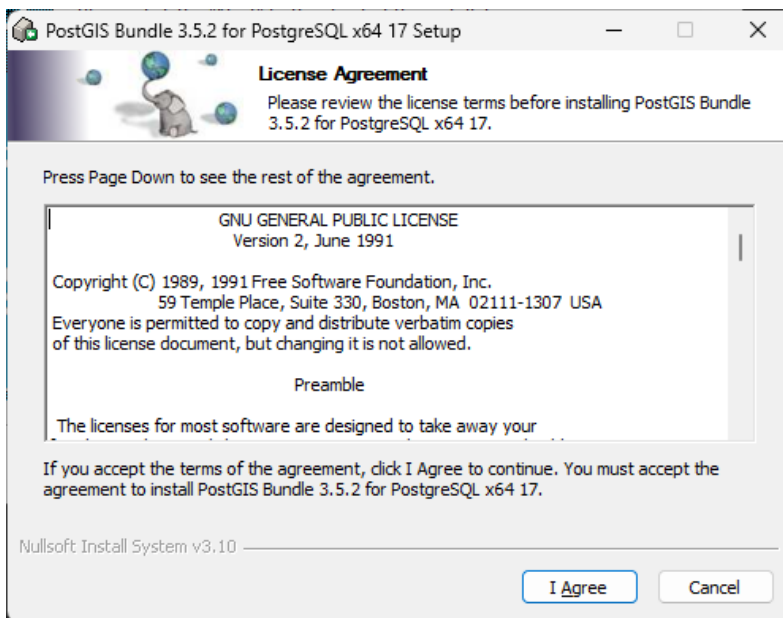 PostGIS Bundle 3.5.2 for PostgreSQL x64 17 Setup
License Agreement
Please review the license terms before installing PostGIS Bundle
3.5.2 for PostgreSQL x64 17.
Press Page Down to see the rest of the agreement.
GNU GENERAL PUBLIC LICENSE
Version 2, June 1991
Copyright (C) 1989, 1991 Free Software Foundation, Inc.
59 Temple Place, Suite 330, Boston, MA 02111-1307 USA
Everyone is permitted to copy and distribute verbatim copies
of this license document, but changing it is not allowed.
Preamble
The licenses for most software are designed to take away your
If you accept the terms of the agreement, click I Agree to continue. You must accept the
agreement to install PostGIS Bundle 3.5.2 for PostgreSQL x64 17.
Nullsoft Install System v3.10
I Agree
Cancel